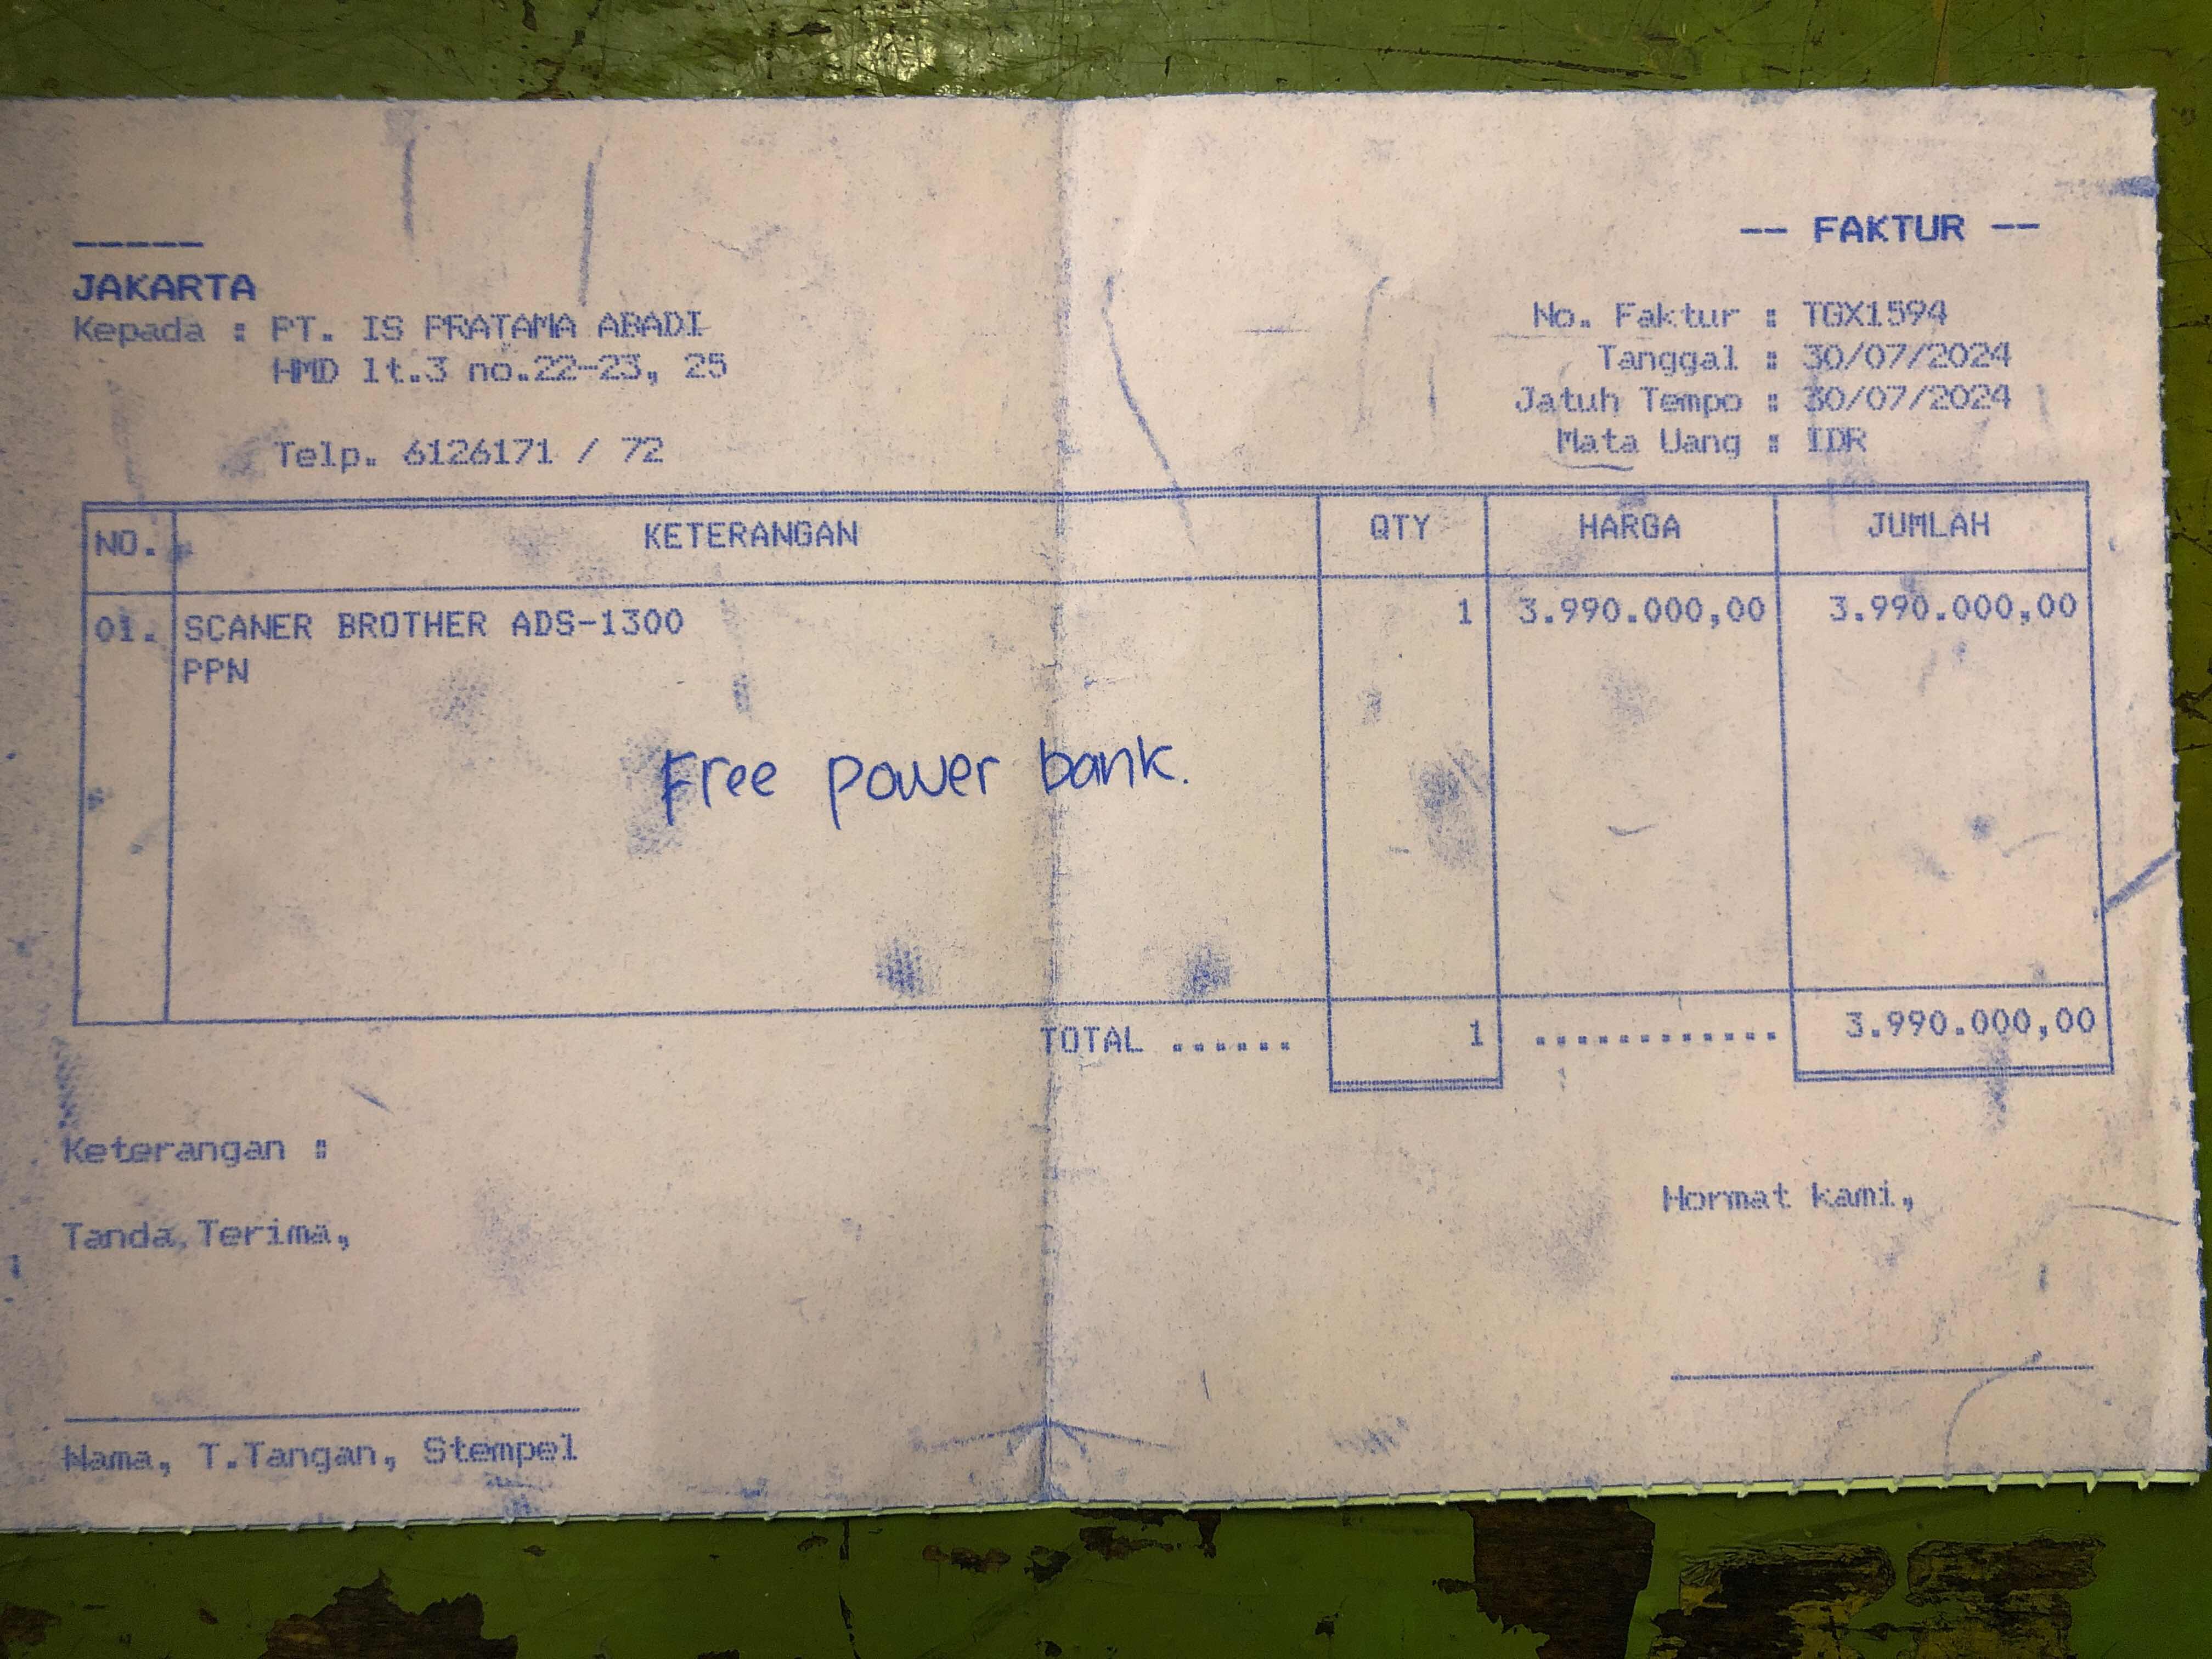 -----
-- FAKTUR --
JAKARTA
Kepada : PT. IS PRATAMA ABADI
HMD lt.3 no.22-23, 25
Telp. 6126171 / 72
No. Faktur : TGX1594
Tanggal : 30/07/2024
Jatuh Tempo : 30/07/2024
Mata Uang : IDR
NO. KETERANGAN QTY HARGA JUMLAH
01. SCANER BROTHER ADS-1300 1 3.990.000,00 3.990.000,00
PPN
Free power bank.
TOTAL ...... 1 ............ 3.990.000,00
Keterangan :
Tanda Terima,
Hormat kami,
Nama, T.Tangan, Stempel